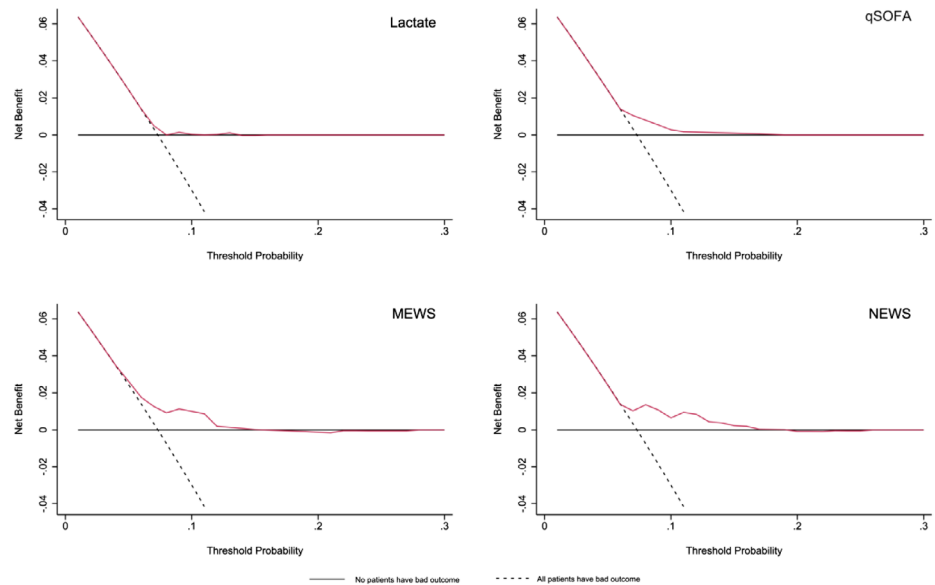 Lactate
Net Benefit
.06
.04
.02
0
-.02
-.04
0 .1 .2 .3
Threshold Probability
qSOFA
Net Benefit
.06
.04
.02
0
-.02
-.04
0 .1 .2 .3
Threshold Probability
MEWS
Net Benefit
.06
.04
.02
0
-.02
-.04
0 .1 .2 .3
Threshold Probability
NEWS
Net Benefit
.06
.04
.02
0
-.02
-.04
0 .1 .2 .3
Threshold Probability
No patients have bad outcome All patients have bad outcome